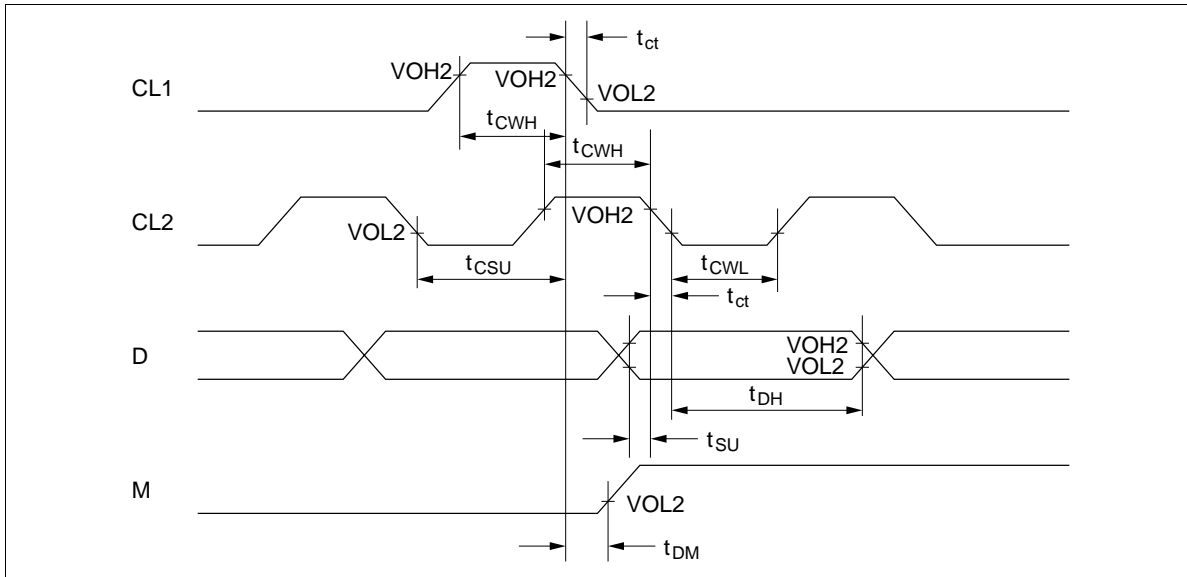 t_ct
CL1
VOH2
VOH2
VOL2
t_CWH
t_CWH
CL2
VOL2
VOH2
t_CSU
t_CWL
t_ct
D
VOH2
VOL2
t_DH
t_SU
M
VOL2
t_DM